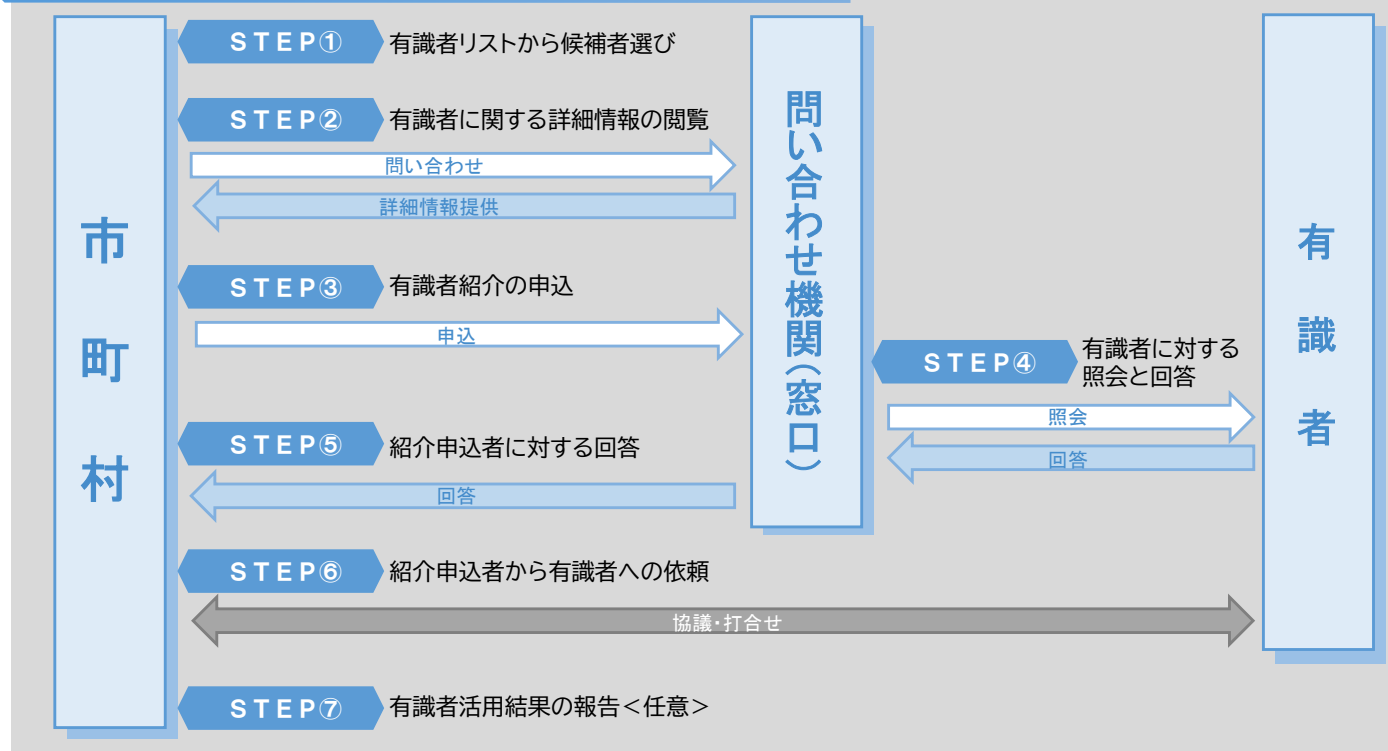 市町村
問い合わせ機関(窓口)
有識者
STEP① 有識者リストから候補者選び
STEP② 有識者に関する詳細情報の閲覧
問い合わせ
詳細情報提供
STEP③ 有識者紹介の申込
申込
STEP④ 有識者に対する
照会と回答
照会
回答
STEP⑤ 紹介申込者に対する回答
回答
STEP⑥ 紹介申込者から有識者への依頼
協議・打合せ
STEP⑦ 有識者活用結果の報告<任意>